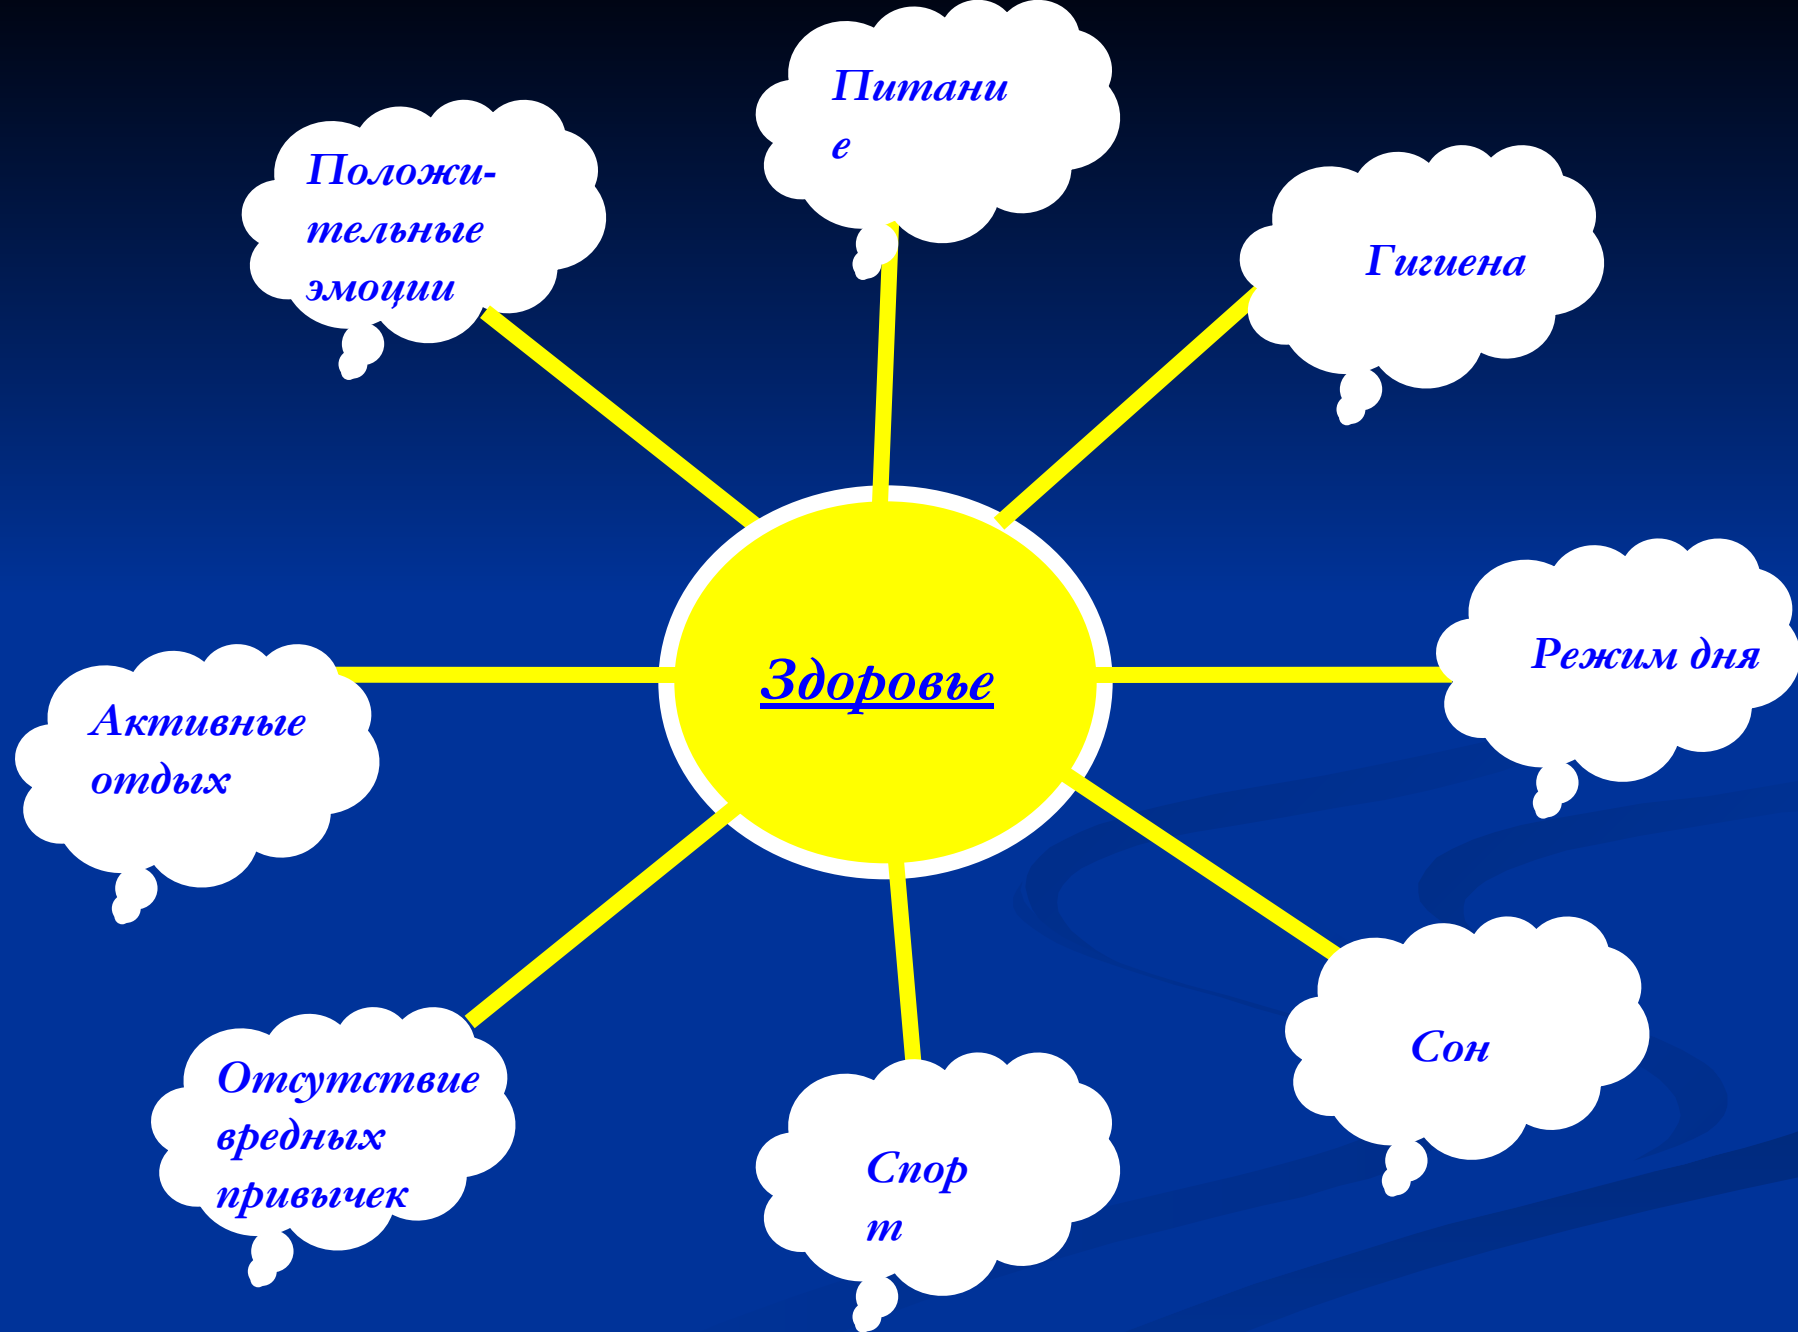 Питани
е
Положи-
тельные
эмоции
Гигиена
Режим дня
Здоровье
Активные
отдых
Сон
Отсутствие
вредных
привычек
Спор
т